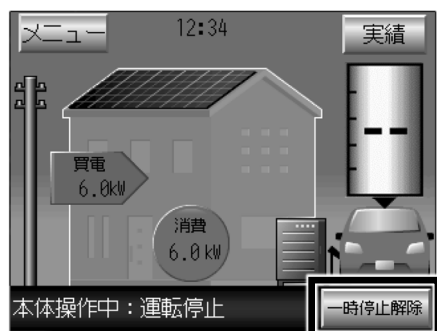 メニュー
12:34
実績
買電
6.0kW
消費
6.0kW
--
本体操作中：運転停止
一時停止解除